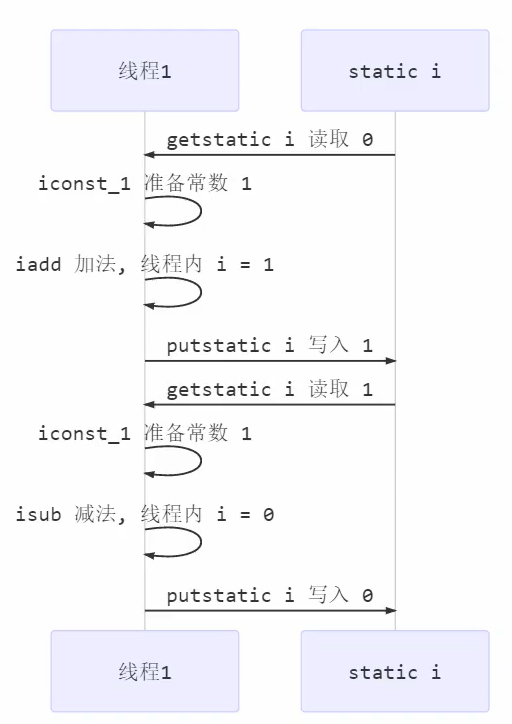 线程1
static i
getstatic i 读取 0
iconst_1 准备常数 1
iadd 加法, 线程内 i = 1
putstatic i 写入 1
getstatic i 读取 1
iconst_1 准备常数 1
isub 减法, 线程内 i = 0
putstatic i 写入 0
线程1
static i